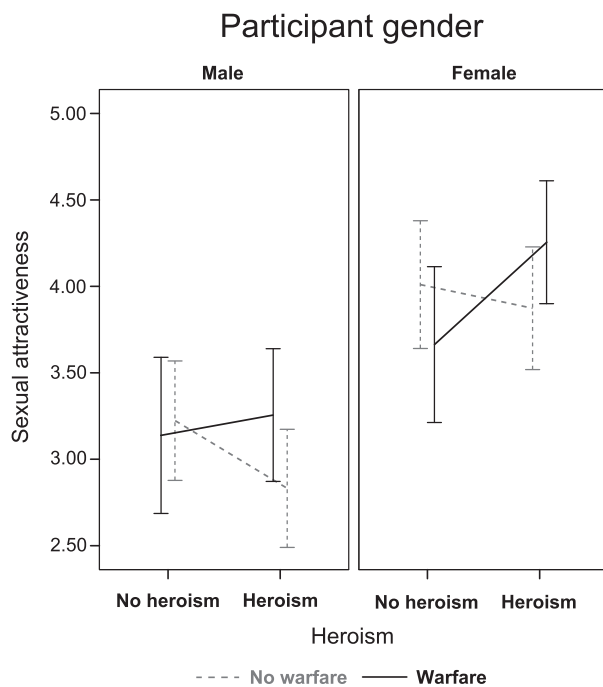 Participant gender
Male Female
5.00
4.50
4.00
3.50
3.00
2.50
Sexual attractiveness
No heroism Heroism No heroism Heroism
Heroism
No warfare Warfare